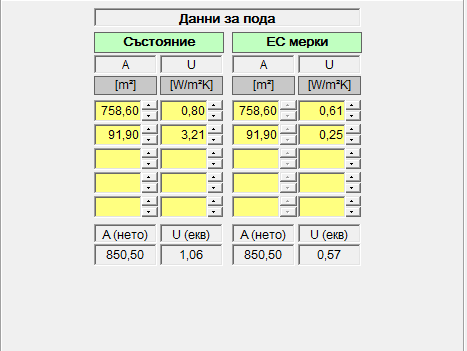 Данни за пода
Състояние ЕС мерки
A U A U
[m²] [W/m²K] [m²] [W/m²K]
758,60 0,80 758,60 0,61
91,90 3,21 91,90 0,25
A (нето) U (екв) A (нето) U (екв)
850,50 1,06 850,50 0,57